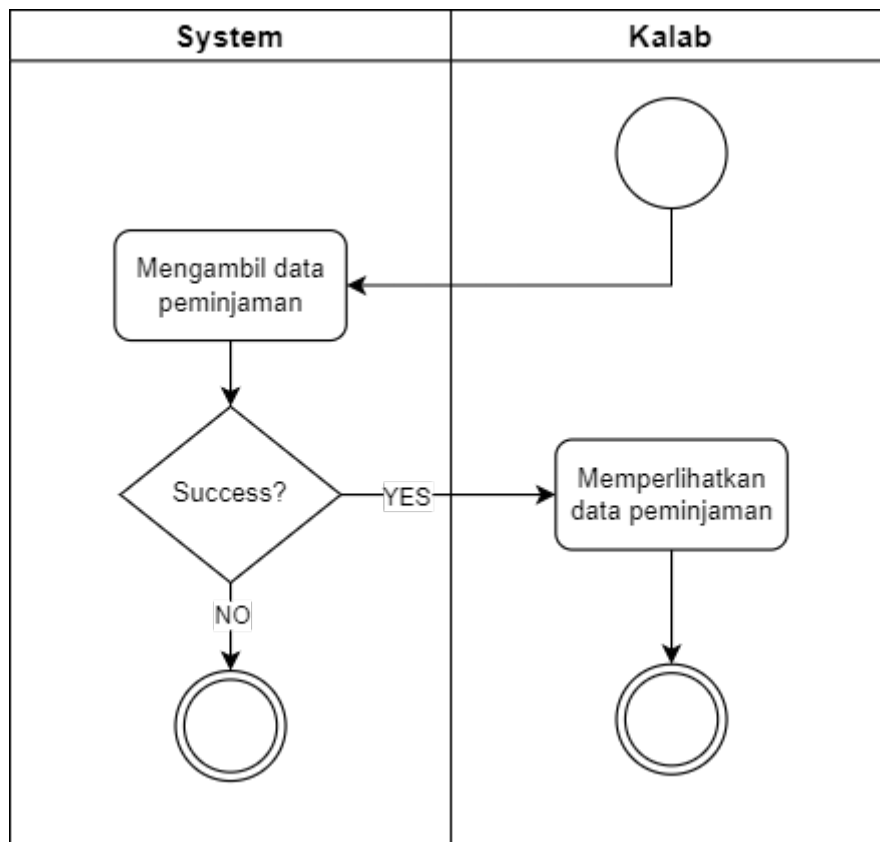 System
Kalab
Mengambil data
peminjaman
Success?
YES
Memperlihatkan
data peminjaman
NO